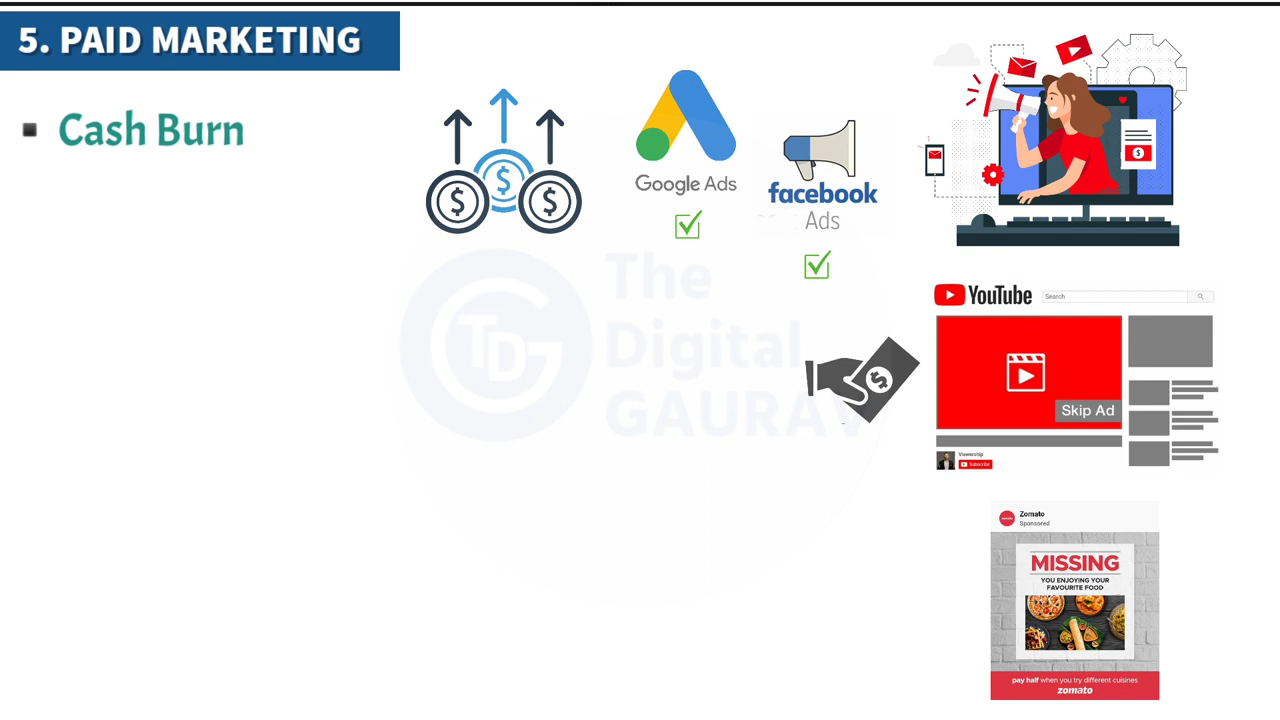 5. PAID MARKETING
Cash Burn
Google Ads
facebook
Ads
YouTube
Search
Skip Ad
Viewership
Subscribe
The
Digital
GAURAV
Zomato
Sponsored
MISSING
YOU ENJOYING YOUR
FAVOURITE FOOD
pay half when you try different cuisines
zomato